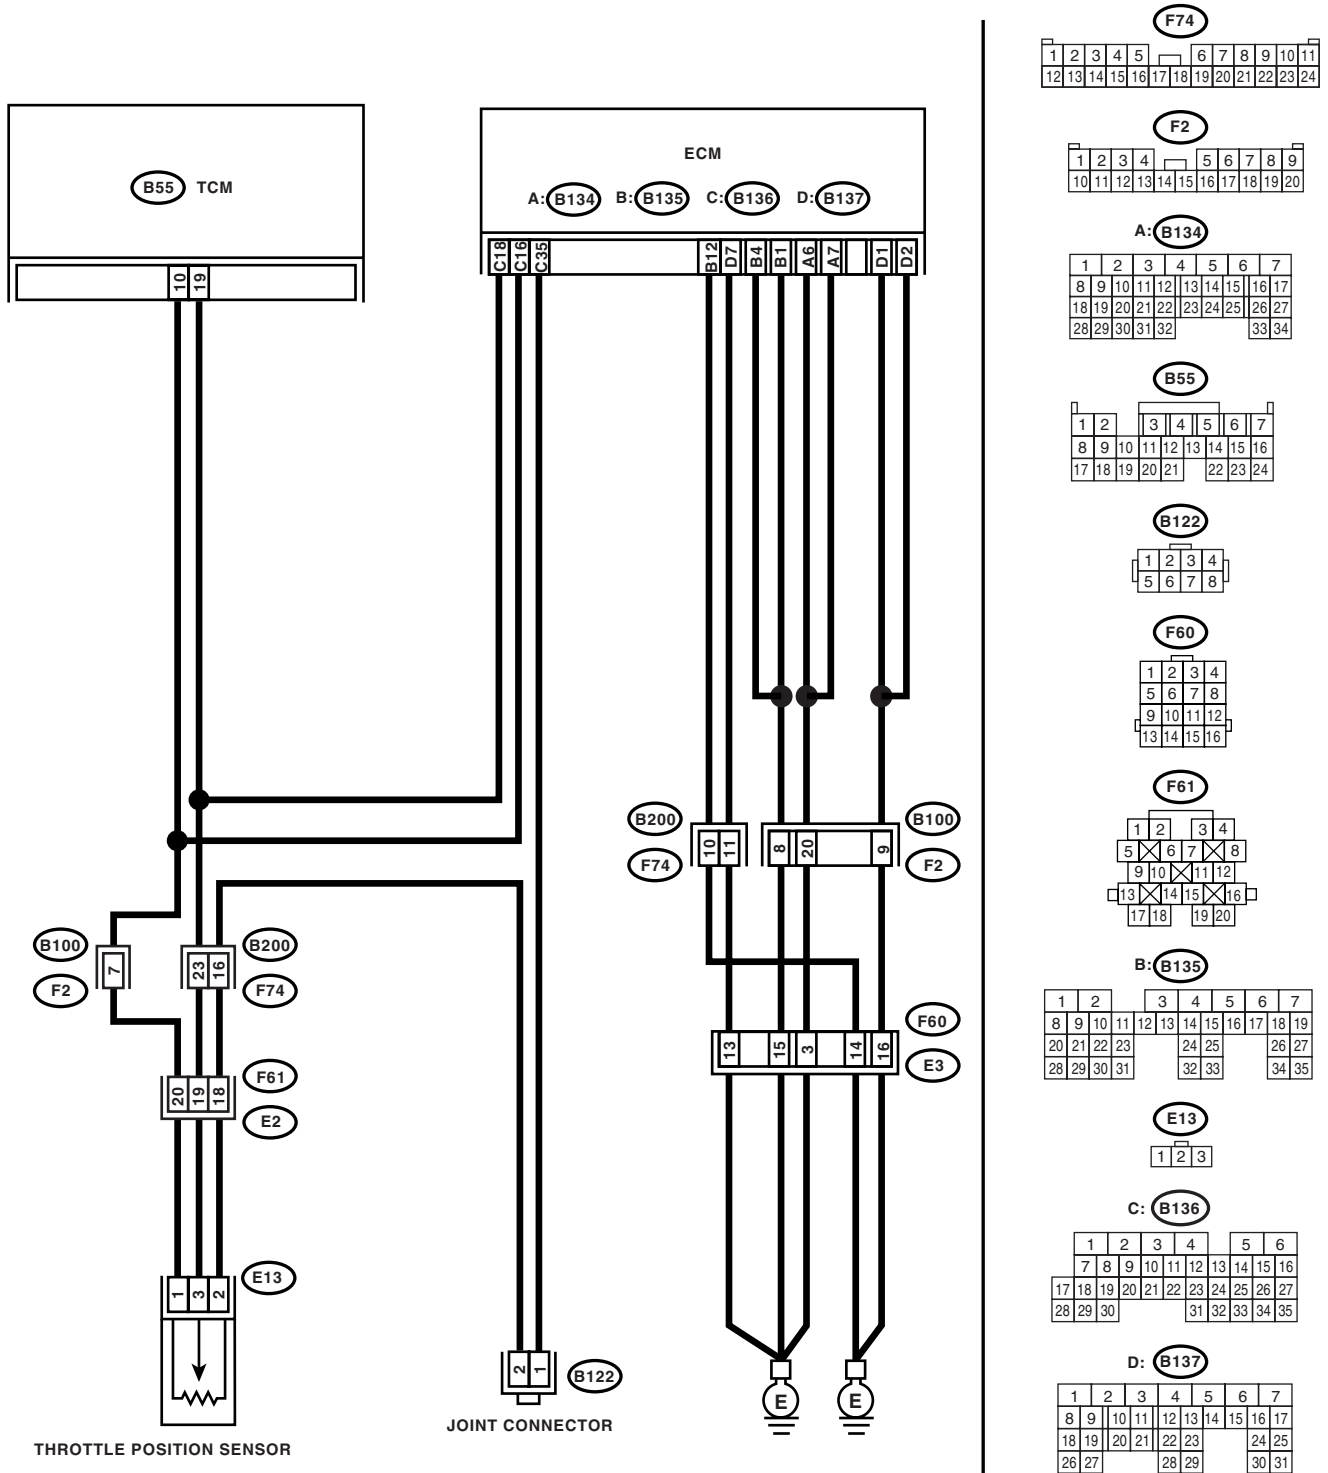 F74
1 2 3 4 5 6 7 8 9 10 11
12 13 14 15 16 17 18 19 20 21 22 23 24
F2
1 2 3 4 5 6 7 8 9
10 11 12 13 14 15 16 17 18 19 20
A: B134
1 2 3 4 5 6 7
8 9 10 11 12 13 14 15 16 17
18 19 20 21 22 23 24 25 26 27
28 29 30 31 32 33 34
B55
1 2 3 4 5 6 7
8 9 10 11 12 13 14 15 16
17 18 19 20 21 22 23 24
B122
1 2 3 4
5 6 7 8
F60
1 2 3 4
5 6 7 8
9 10 11 12
13 14 15 16
F61
1 2 3 4
5 6 7 8
9 10 11 12
13 14 15 16
17 18 19 20
B: B135
1 2 3 4 5 6 7
8 9 10 11 12 13 14 15 16 17 18 19
20 21 22 23 24 25 26 27
28 29 30 31 32 33 34 35
E13
1 2 3
C: B136
1 2 3 4 5 6
7 8 9 10 11 12 13 14 15 16
17 18 19 20 21 22 23 24 25 26 27
28 29 30 31 32 33 34 35
D: B137
1 2 3 4 5 6 7
8 9 10 11 12 13 14 15 16 17
18 19 20 21 22 23 24 25
26 27 28 29 30 31
B55 TCM
10 19
ECM
A: B134 B: B135 C: B136 D: B137
C18 C16 C35 B12 D7 B4 B1 A6 A7 D1 D2
B200 10 11 8 20 9 B100
F74 F2
B100 7 23 16 B200
F2 F74
13 15 3 14 16 F60
E3
20 19 18 F61
E2
1 3 2 E13
2 1 B122
E E
JOINT CONNECTOR
THROTTLE POSITION SENSOR